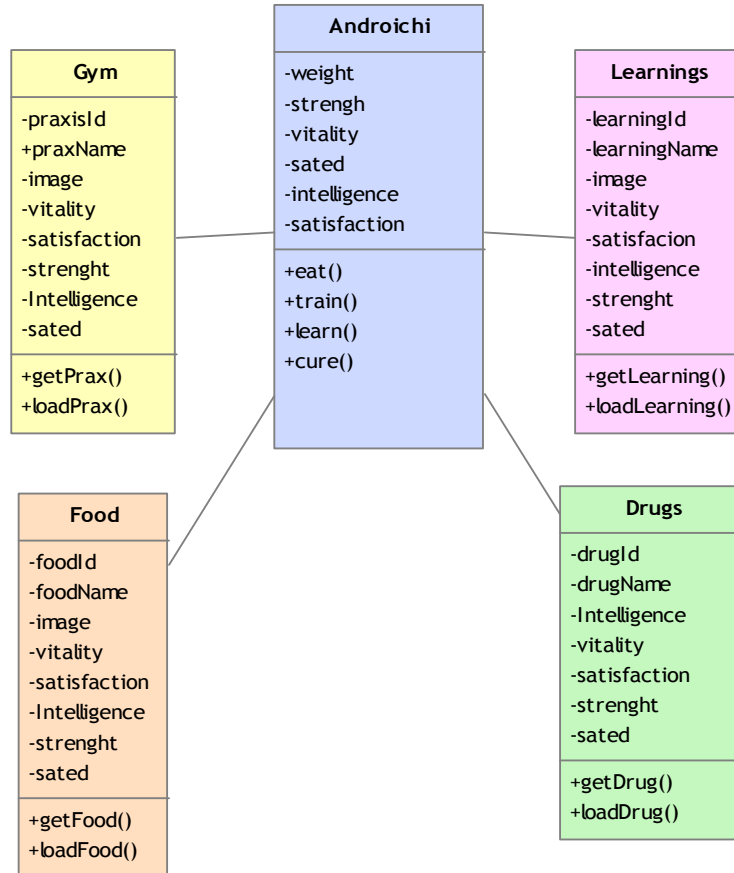 Androichi
-weight
-strengh
-vitality
-sated
-intelligence
-satisfaction
+eat()
+train()
+learn()
+cure()
Gym
-praxisId
+praxName
-image
-vitality
-satisfaction
-strenght
-Intelligence
-sated
+getPrax()
+loadPrax()
Learnings
-learningId
-learningName
-image
-vitality
-satisfacion
-intelligence
-strenght
-sated
+getLearning()
+loadLearning()
Food
-foodId
-foodName
-image
-vitality
-satisfaction
-Intelligence
-strenght
-sated
+getFood()
+loadFood()
Drugs
-drugId
-drugName
-Intelligence
-vitality
-satisfaction
-strenght
-sated
+getDrug()
+loadDrug()